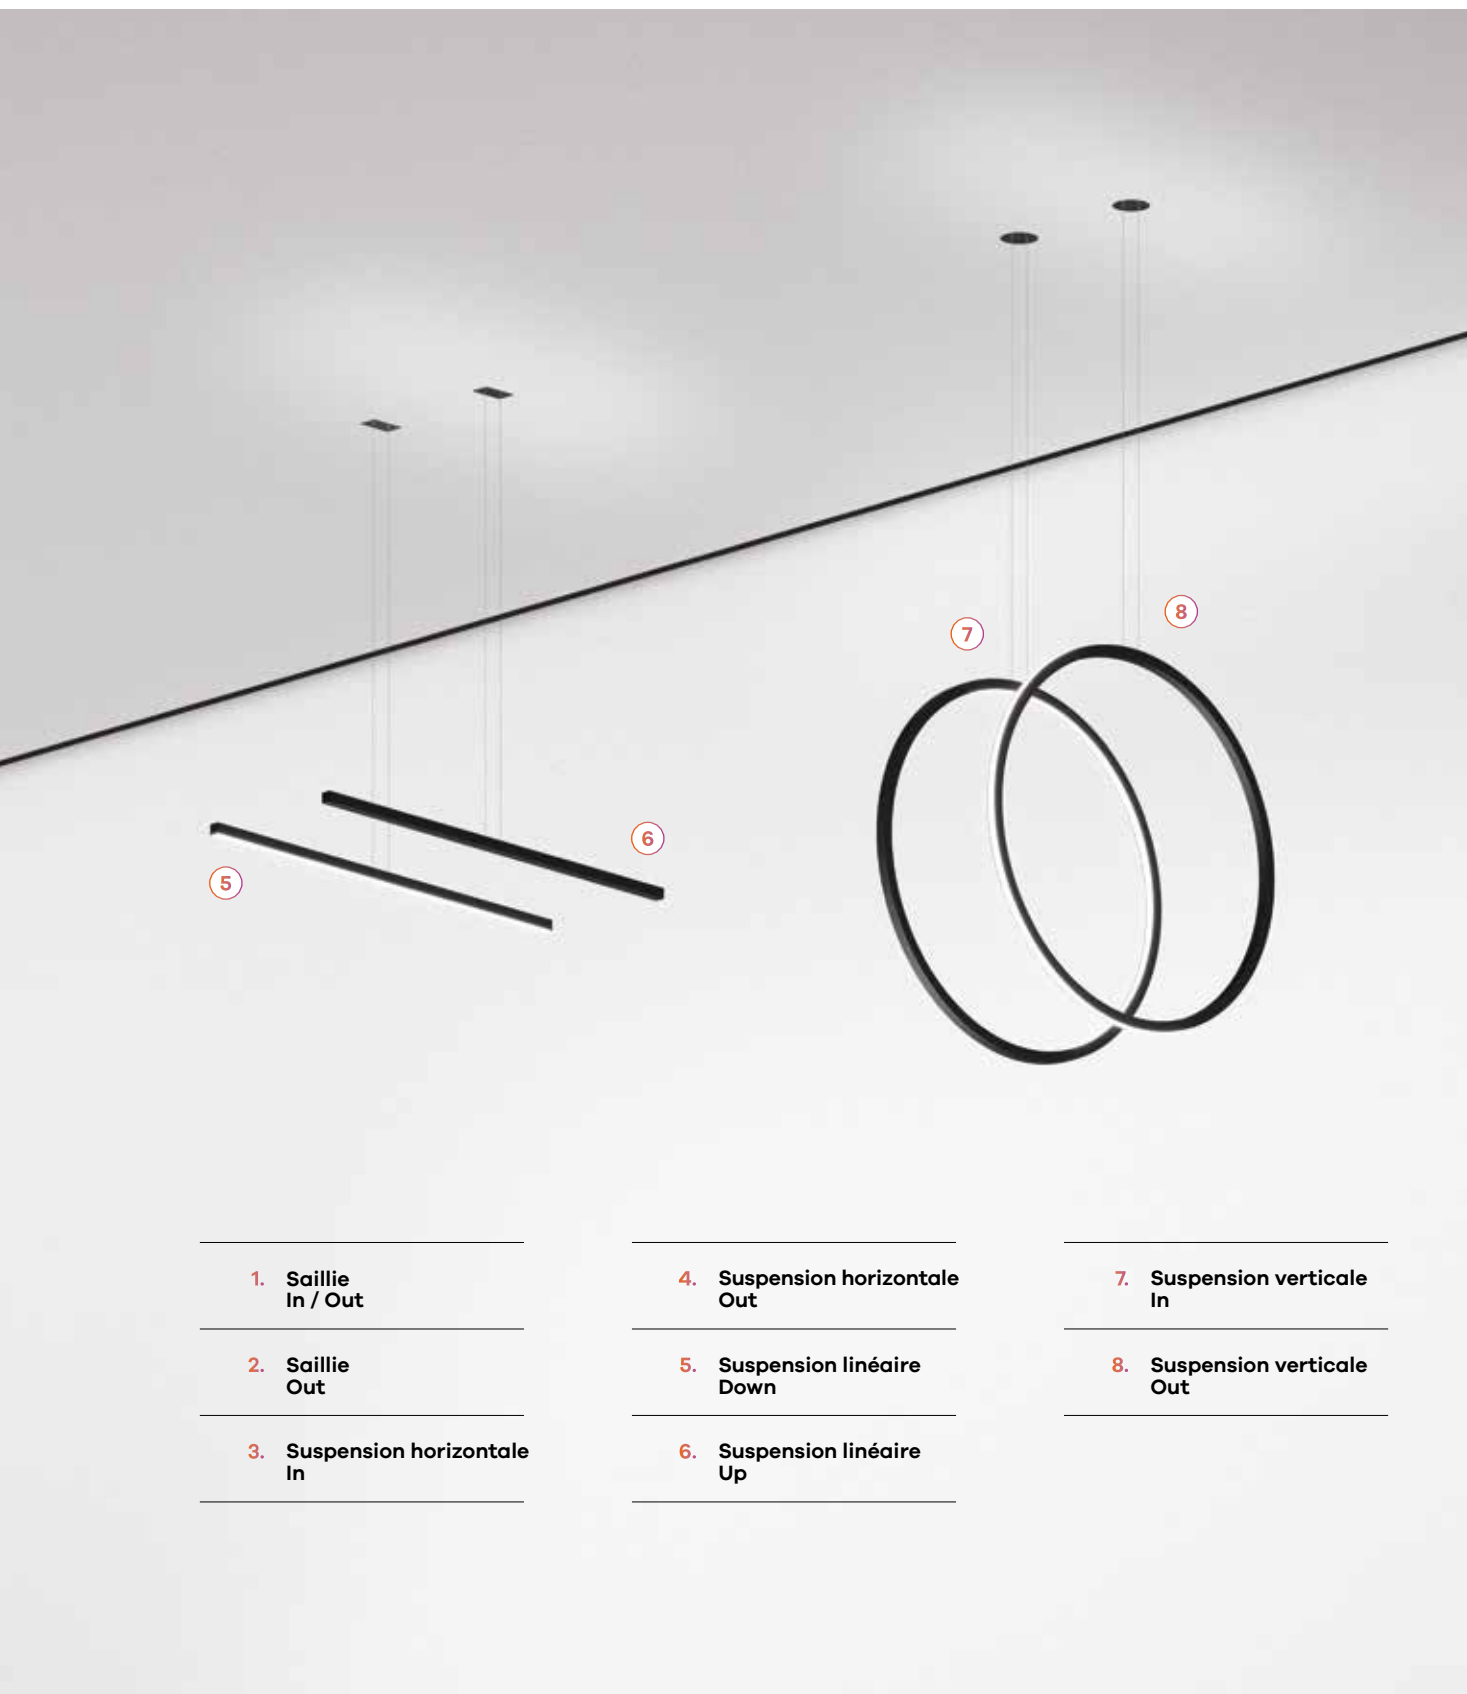 8
7
6
5
1. Saillie
In / Out
2. Saillie
Out
3. Suspension horizontale
In
4. Suspension horizontale
Out
5. Suspension linéaire
Down
6. Suspension linéaire
Up
7. Suspension verticale
In
8. Suspension verticale
Out